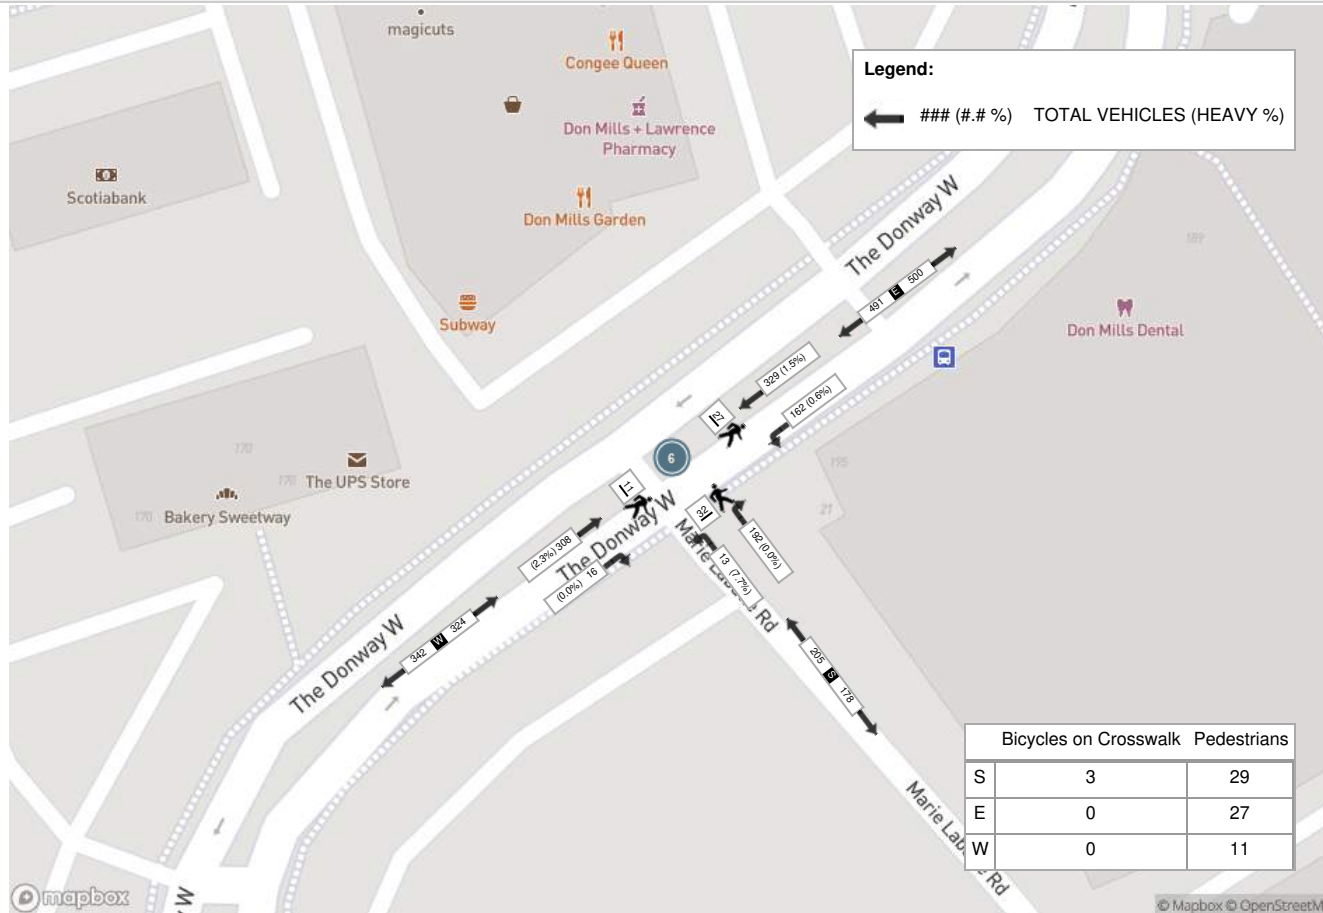 magicuts
Congee Queen
Don Mills + Lawrence
Pharmacy
Don Mills Garden
Scotiabank
Subway
The UPS Store
Bakery Sweetway
170
170
170
Legend:
### (#.# %) TOTAL VEHICLES (HEAVY %)
The Donway W
189
Don Mills Dental
491 E 500
329 (1.5%)
162 (0.6%)
27
6
11
32
195
21
192 (0.0%)
13 (7.7%)
The Donway W
(2.3%) 308
(0.0%) 16
342 W 324
The Donway W
205 S 178
Bicycles on Crosswalk Pedestrians
S 3 29
E 0 27
W 0 11
W
mapbox
© Mapbox © OpenStreetM